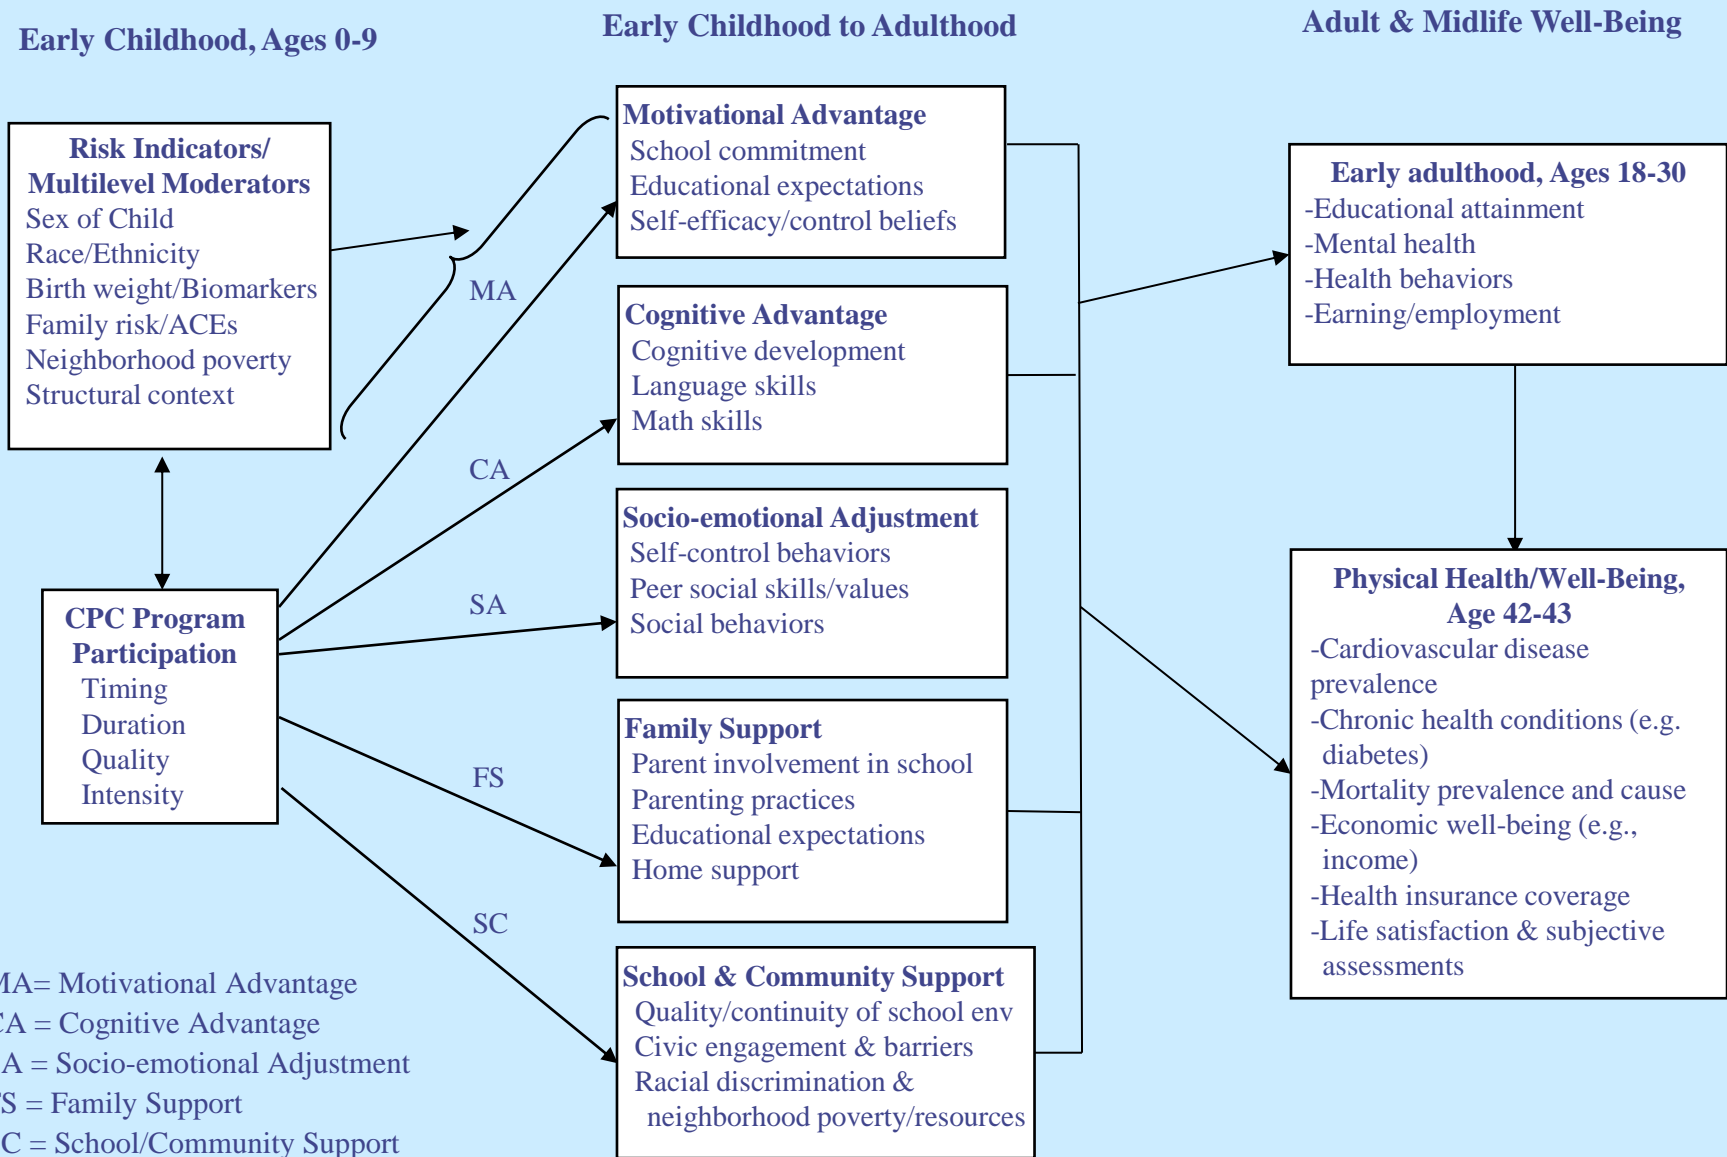 Early Childhood, Ages 0-9
Early Childhood to Adulthood
Adult & Midlife Well-Being
Risk Indicators/
Multilevel Moderators
Sex of Child
Race/Ethnicity
Birth weight/Biomarkers
Family risk/ACEs
Neighborhood poverty
Structural context
CPC Program
Participation
Timing
Duration
Quality
Intensity
MA
CA
SA
FS
SC
Motivational Advantage
School commitment
Educational expectations
Self-efficacy/control beliefs
Cognitive Advantage
Cognitive development
Language skills
Math skills
Socio-emotional Adjustment
Self-control behaviors
Peer social skills/values
Social behaviors
Family Support
Parent involvement in school
Parenting practices
Educational expectations
Home support
School & Community Support
Quality/continuity of school env
Civic engagement & barriers
Racial discrimination &
neighborhood poverty/resources
Early adulthood, Ages 18-30
-Educational attainment
-Mental health
-Health behaviors
-Earning/employment
Physical Health/Well-Being,
Age 42-43
-Cardiovascular disease
prevalence
-Chronic health conditions (e.g.
diabetes)
-Mortality prevalence and cause
-Economic well-being (e.g.,
income)
-Health insurance coverage
-Life satisfaction & subjective
assessments
MA= Motivational Advantage
CA = Cognitive Advantage
A = Socio-emotional Adjustment
FS = Family Support
C = School/Community Support